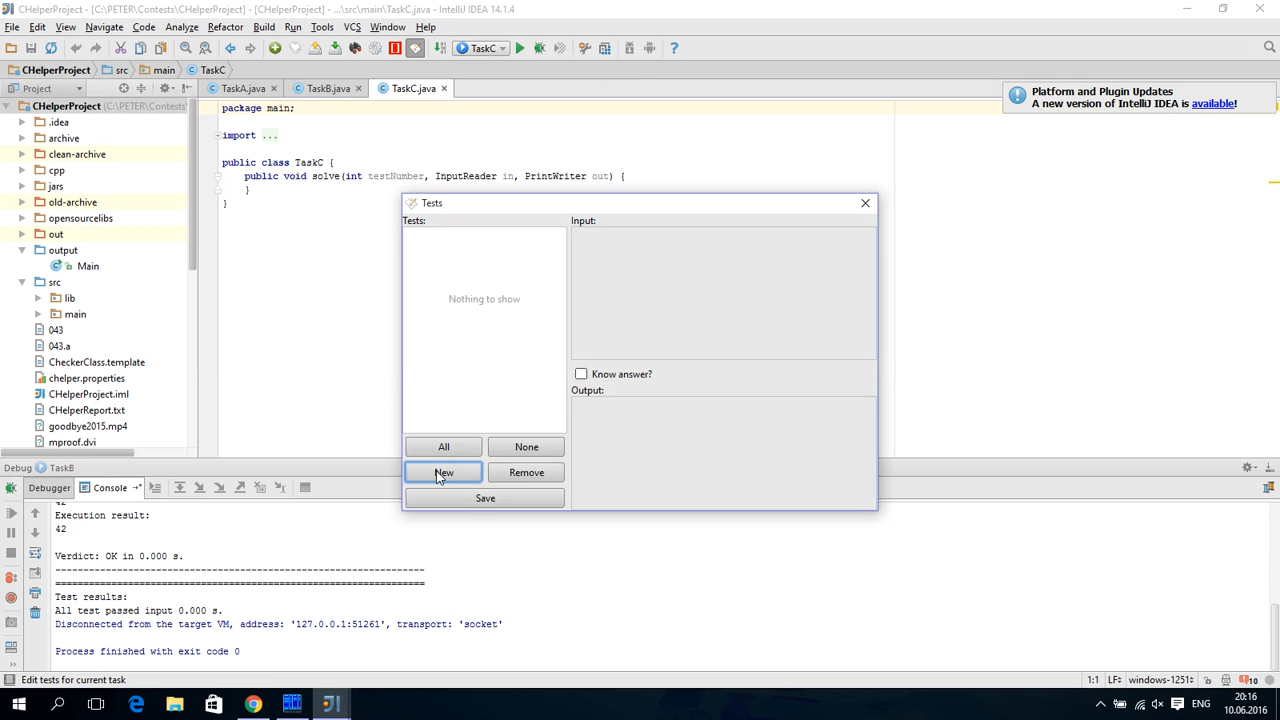 CHelperProject - [C:\PETER\Contests\CHelperProject] - [CHelperProject] - ...\src\main\TaskC.java - IntelliJ IDEA 14.1.4
File Edit View Navigate Code Analyze Refactor Build Run Tools VCS Window Help
TaskC
CHelperProject src main TaskC
Project TaskA.java TaskB.java TaskC.java
Platform and Plugin Updates
A new version of IntelliJ IDEA is available!
CHelperProject (C:\PETER\Contests
.idea
archive
clean-archive
cpp
jars
old-archive
opensourcelibs
out
output
Main
src
lib
main
043
043.a
CheckerClass.template
chelper.properties
CHelperProject.iml
CHelperReport.txt
goodbye2015.mp4
mproof.dvi
package main;
import ...
public class TaskC {
public void solve(int testNumber, InputReader in, PrintWriter out) {
}
}
Tests
Tests:
Nothing to show
All None
New Remove
Save
Input:
Know answer?
Output:
Debug TaskB
Debugger Console
42
Execution result:
42
Verdict: OK in 0.000 s.
------------------------------------------------------------------
==================================================================
Test results:
All test passed input 0.000 s.
Disconnected from the target VM, address: '127.0.0.1:51261', transport: 'socket'
Process finished with exit code 0
Edit tests for current task 1:1 LF windows-1251 10
ENG 20:16
10.06.2016